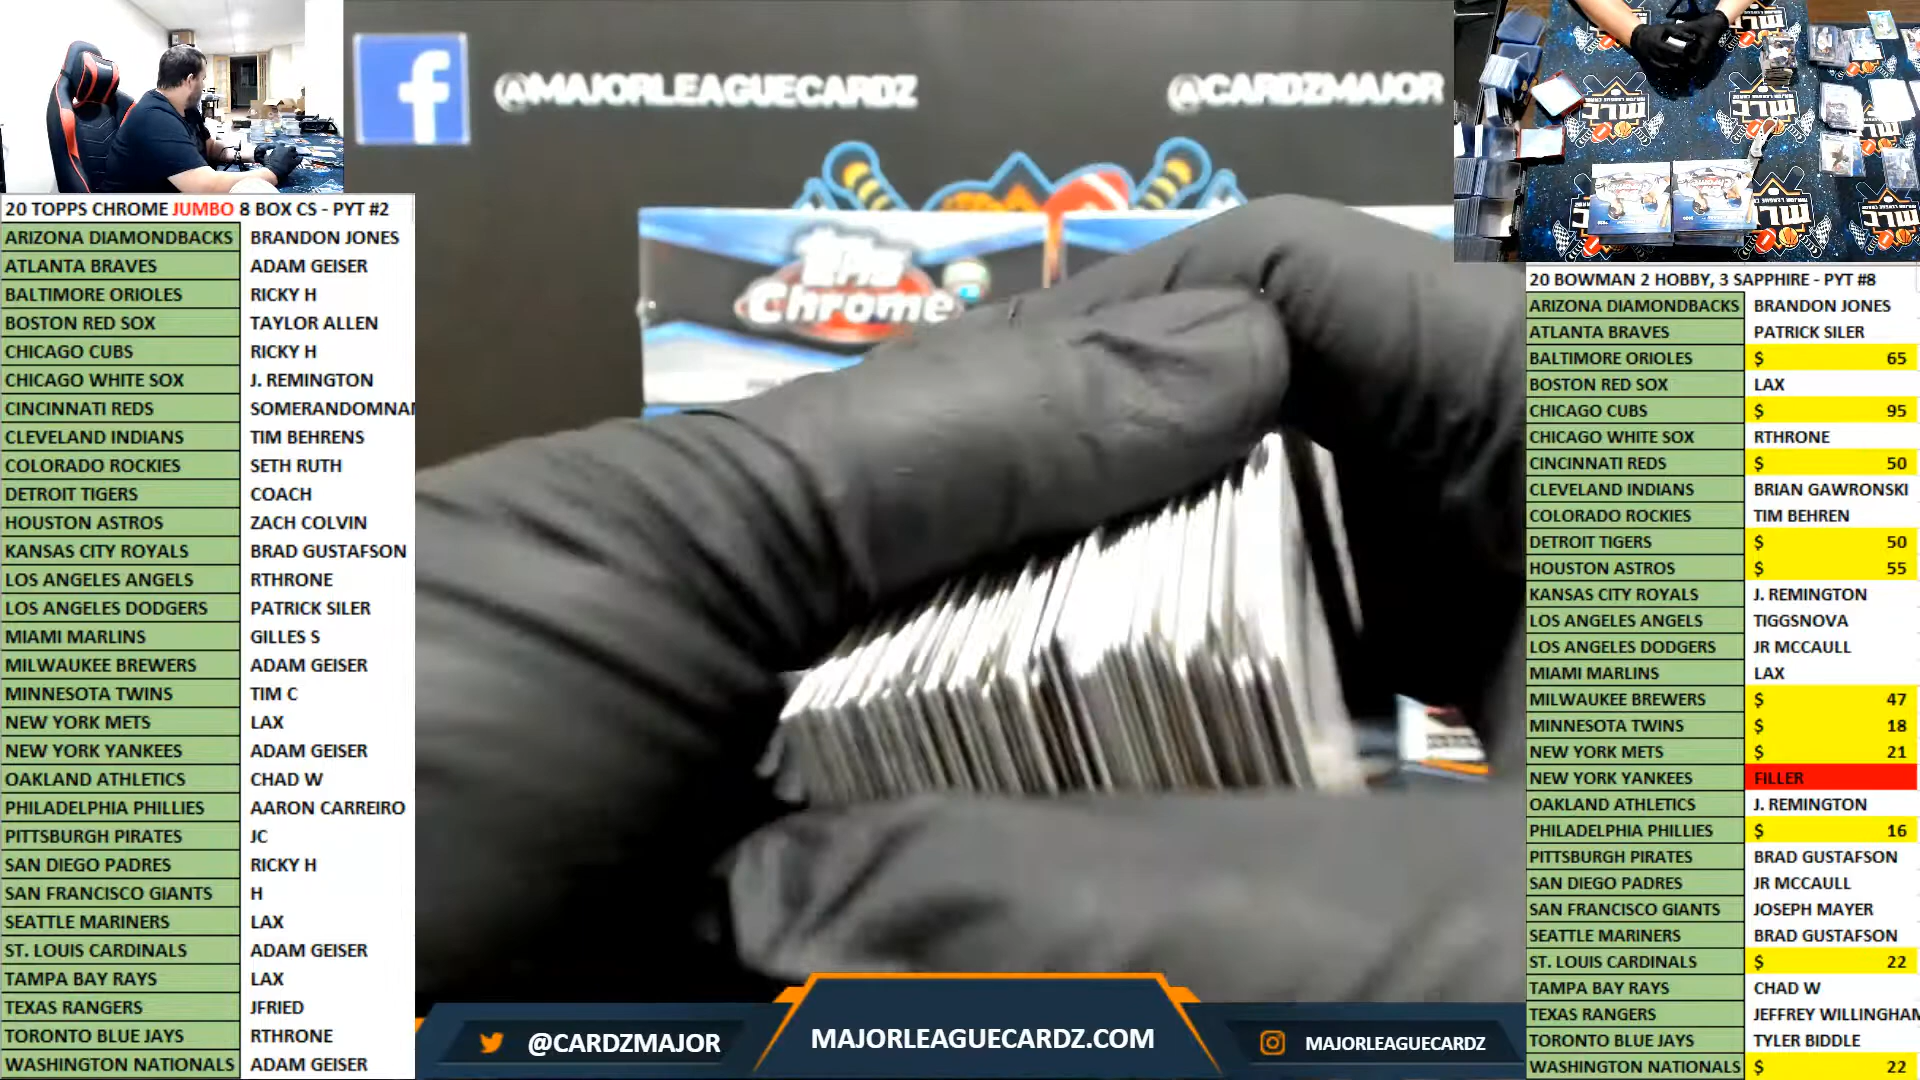 @MAJORLEAGUECARDZ
@CARDZMAJOR
Topps
Chrome
20 TOPPS CHROME JUMBO 8 BOX CS - PYT #2
ARIZONA DIAMONDBACKS BRANDON JONES
ATLANTA BRAVES ADAM GEISER
BALTIMORE ORIOLES RICKY H
BOSTON RED SOX TAYLOR ALLEN
CHICAGO CUBS RICKY H
CHICAGO WHITE SOX J. REMINGTON
CINCINNATI REDS SOMERANDOMNA
CLEVELAND INDIANS TIM BEHRENS
COLORADO ROCKIES SETH RUTH
DETROIT TIGERS COACH
HOUSTON ASTROS ZACH COLVIN
KANSAS CITY ROYALS BRAD GUSTAFSON
LOS ANGELES ANGELS RTHRONE
LOS ANGELES DODGERS PATRICK SILER
MIAMI MARLINS GILLES S
MILWAUKEE BREWERS ADAM GEISER
MINNESOTA TWINS TIM C
NEW YORK METS LAX
NEW YORK YANKEES ADAM GEISER
OAKLAND ATHLETICS CHAD W
PHILADELPHIA PHILLIES AARON CARREIRO
PITTSBURGH PIRATES JC
SAN DIEGO PADRES RICKY H
SAN FRANCISCO GIANTS H
SEATTLE MARINERS LAX
ST. LOUIS CARDINALS ADAM GEISER
TAMPA BAY RAYS LAX
TEXAS RANGERS JFRIED
TORONTO BLUE JAYS RTHRONE
WASHINGTON NATIONALS ADAM GEISER
20 BOWMAN 2 HOBBY, 3 SAPPHIRE - PYT #8
ARIZONA DIAMONDBACKS BRANDON JONES
ATLANTA BRAVES PATRICK SILER
BALTIMORE ORIOLES $ 65
BOSTON RED SOX LAX
CHICAGO CUBS $ 95
CHICAGO WHITE SOX RTHRONE
CINCINNATI REDS $ 50
CLEVELAND INDIANS BRIAN GAWRONSKI
COLORADO ROCKIES TIM BEHREN
DETROIT TIGERS $ 50
HOUSTON ASTROS $ 55
KANSAS CITY ROYALS J. REMINGTON
LOS ANGELES ANGELS TIGGSNOVA
LOS ANGELES DODGERS JR MCCAULL
MIAMI MARLINS LAX
MILWAUKEE BREWERS $ 47
MINNESOTA TWINS $ 18
NEW YORK METS $ 21
NEW YORK YANKEES FILLER
OAKLAND ATHLETICS J. REMINGTON
PHILADELPHIA PHILLIES $ 16
PITTSBURGH PIRATES BRAD GUSTAFSON
SAN DIEGO PADRES JR MCCAULL
SAN FRANCISCO GIANTS JOSEPH MAYER
SEATTLE MARINERS BRAD GUSTAFSON
ST. LOUIS CARDINALS $ 22
TAMPA BAY RAYS CHAD W
TEXAS RANGERS JEFFREY WILLINGHAM
TORONTO BLUE JAYS TYLER BIDDLE
WASHINGTON NATIONALS $ 22
@CARDZMAJOR
MAJORLEAGUECARDZ.COM
MAJORLEAGUECARDZ